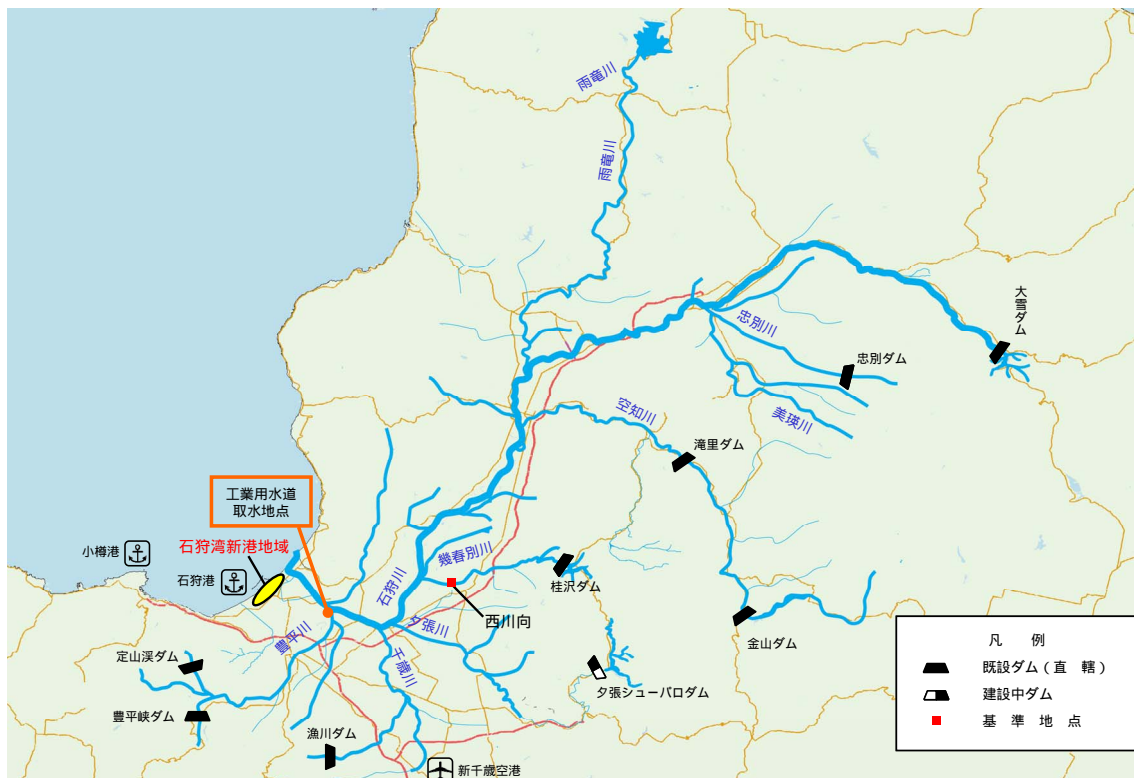 雨竜川
雨竜川
大雪ダム
忠別川
忠別ダム
美瑛川
空知川
滝里ダム
工業用水道
取水地点
石狩湾新港地域
小樽港
石狩港
石狩川
幾春別川
桂沢ダム
西川向
夕張川
豊平川
千歳川
金山ダム
定山渓ダム
夕張シューパロダム
豊平峡ダム
漁川ダム
新千歳空港
凡 例
既設ダム(直 轄)
建設中ダム
基 準 地 点